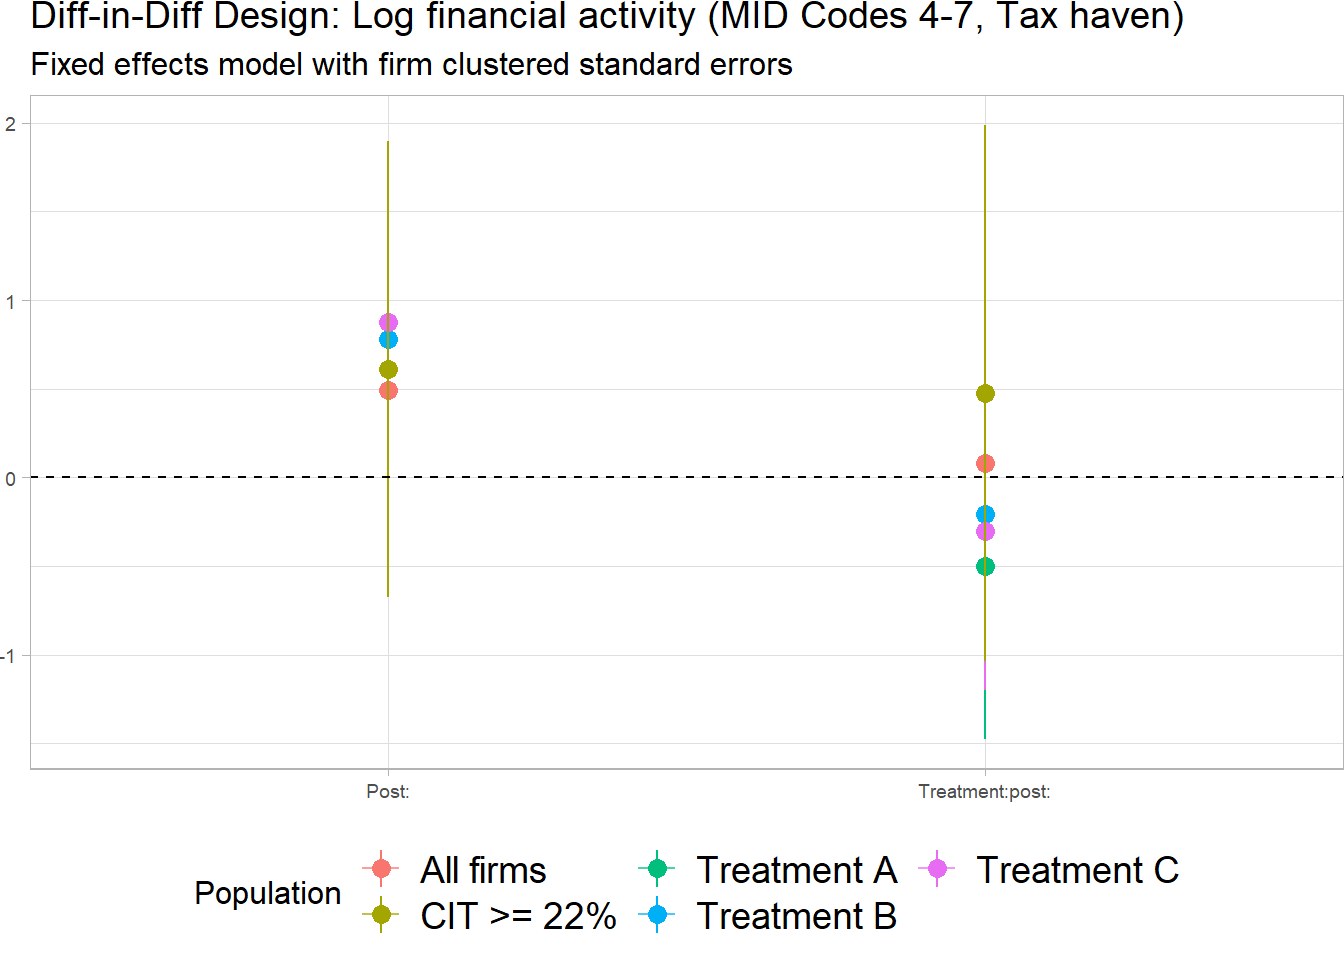 Diff-in-Diff Design: Log financial activity (MID Codes 4-7, Tax haven)
Fixed effects model with firm clustered standard errors
2
1
0
-1
Post:
Treatment:post:
Population
All firms
Treatment A
Treatment C
CIT >= 22%
Treatment B